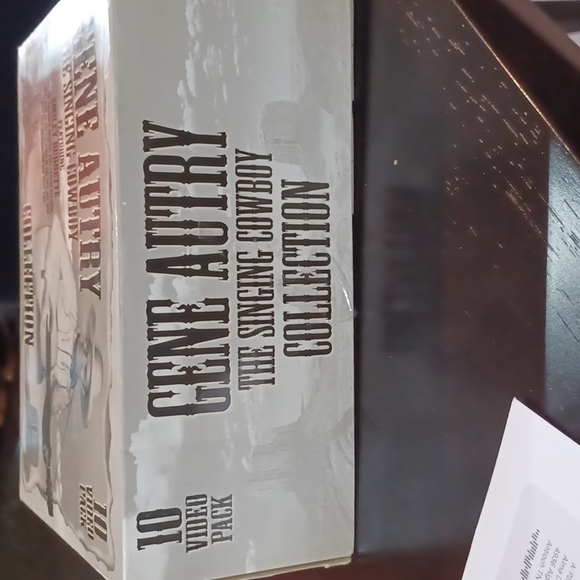 10
VIDEO
PACK
GENE AUTRY
THE SINGING COWBOY
COLLECTION
GENE AUTRY
THE SINGING COWBOY
COLLECTION
10
VIDEO
PACK